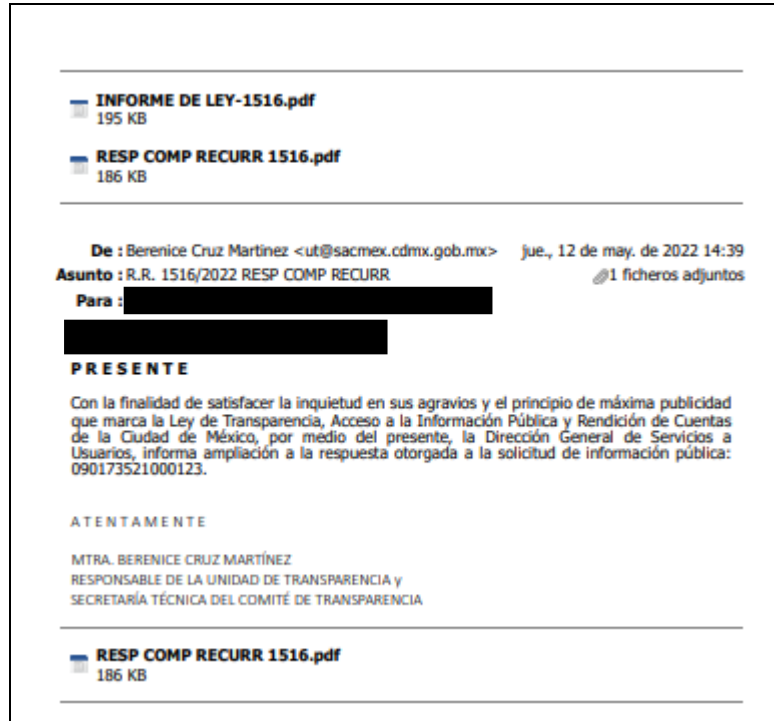 INFORME DE LEY-1516.pdf
195 KB
RESP COMP RECURR 1516.pdf
186 KB
De : Berenice Cruz Martinez <ut@sacmex.cdmx.gob.mx> jue., 12 de may. de 2022 14:39
Asunto : R.R. 1516/2022 RESP COMP RECURR 1 ficheros adjuntos
Para :
P R E S E N T E
Con la finalidad de satisfacer la inquietud en sus agravios y el principio de máxima publicidad
que marca la Ley de Transparencia, Acceso a la Información Pública y Rendición de Cuentas
de la Ciudad de México, por medio del presente, la Dirección General de Servicios a
Usuarios, informa ampliación a la respuesta otorgada a la solicitud de información pública:
090173521000123.
A T E N T A M E N T E
MTRA. BERENICE CRUZ MARTÍNEZ
RESPONSABLE DE LA UNIDAD DE TRANSPARENCIA y
SECRETARÍA TÉCNICA DEL COMITÉ DE TRANSPARENCIA
RESP COMP RECURR 1516.pdf
186 KB